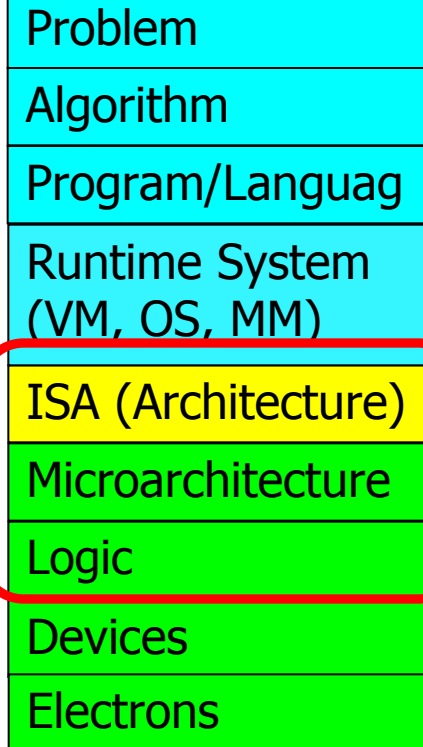 Problem
Algorithm
Program/Languag
Runtime System
(VM, OS, MM)
ISA (Architecture)
Microarchitecture
Logic
Devices
Electrons